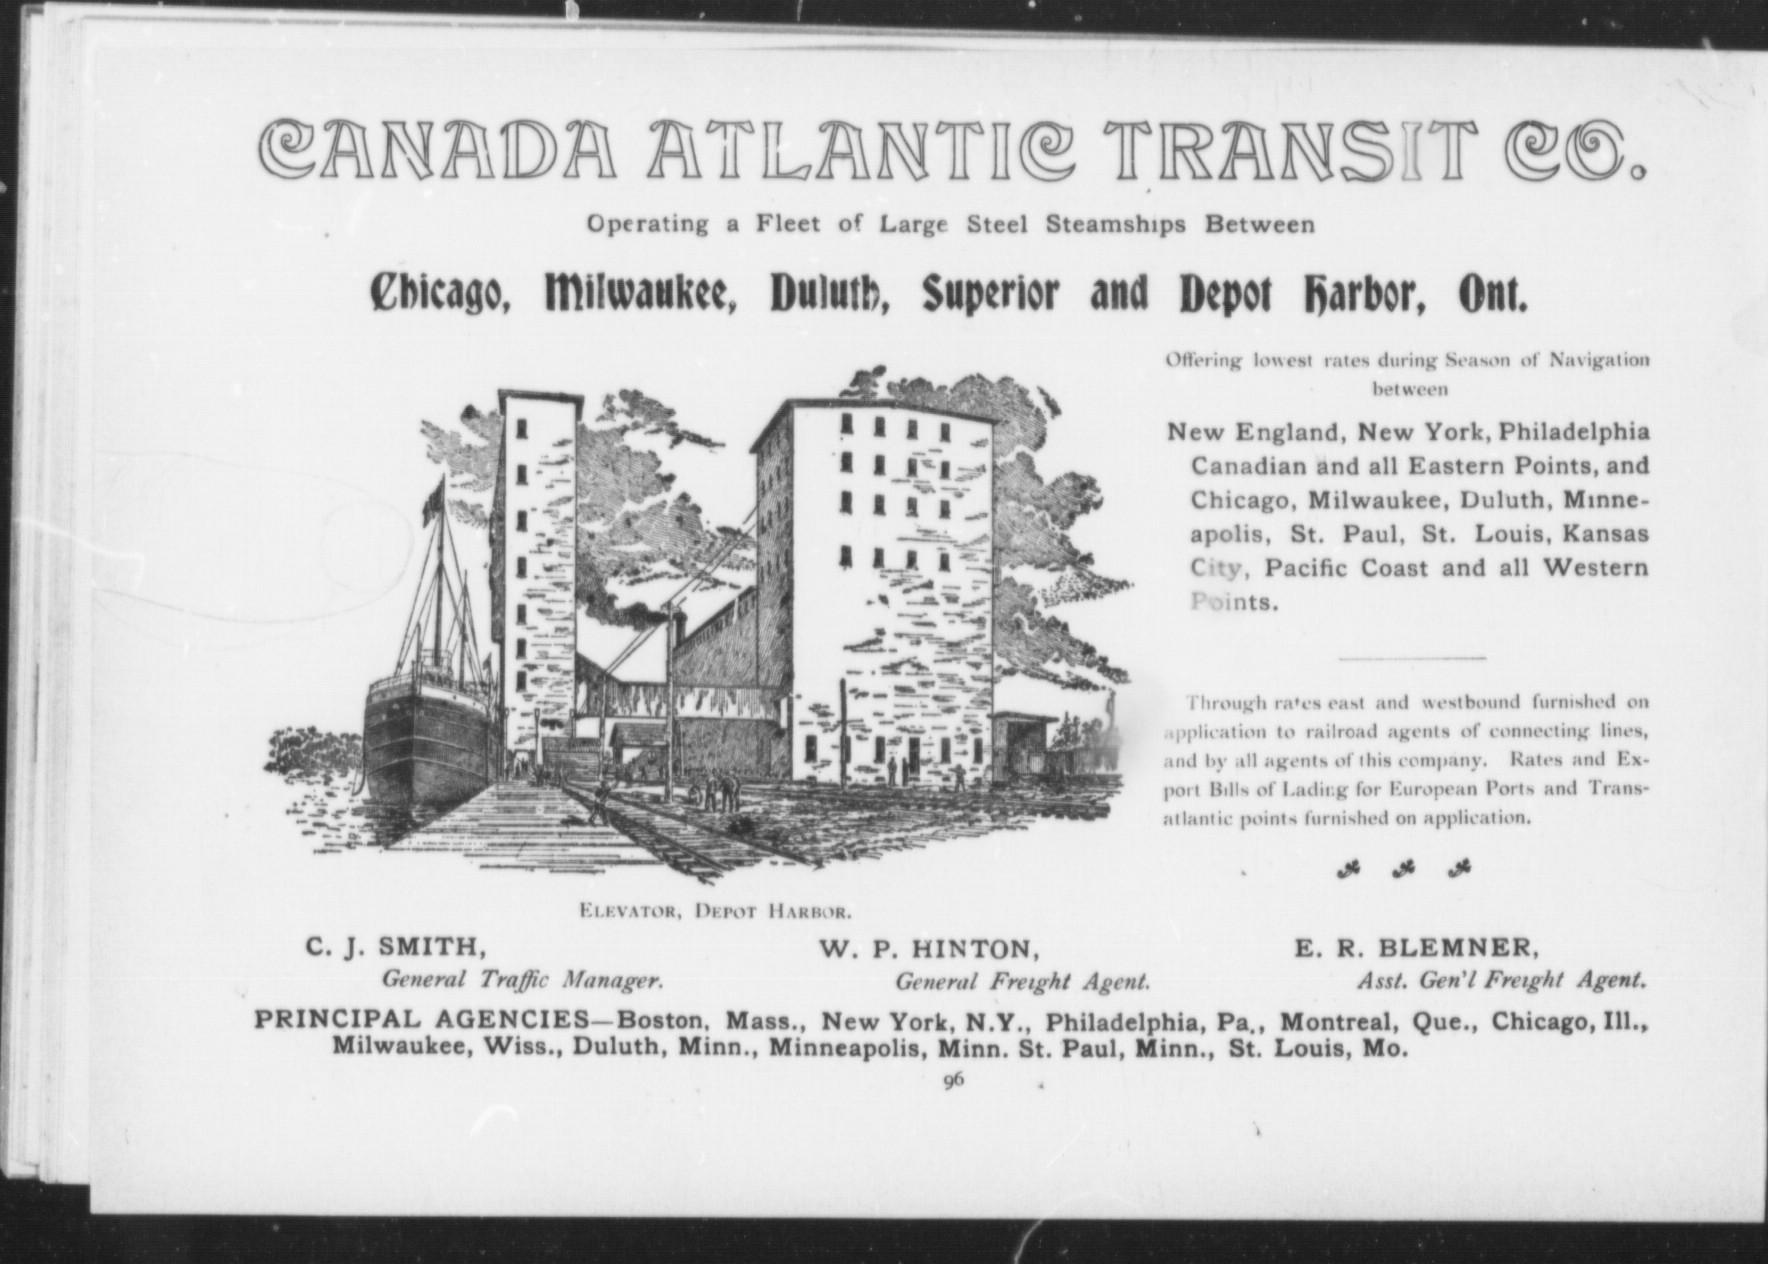 CANADA ATLANTIC TRANSIT CO.
Operating a Fleet of Large Steel Steamships Between
Chicago, Milwaukee, Duluth, Superior and Depot Harbor, Ont.
Offering lowest rates during Season of Navigation
between
New England, New York, Philadelphia
Canadian and all Eastern Points, and
Chicago, Milwaukee, Duluth, Minne-
apolis, St. Paul, St. Louis, Kansas
City, Pacific Coast and all Western
Points.
Through rates east and westbound furnished on
application to railroad agents of connecting lines,
and by all agents of this company. Rates and Ex-
port Bills of Lading for European Ports and Trans-
atlantic points furnished on application.
ELEVATOR, DEPOT HARBOR.
C. J. SMITH,
General Traffic Manager.
W. P. HINTON,
General Freight Agent.
E. R. BLEMNER,
Asst. Gen'l Freight Agent.
PRINCIPAL AGENCIES—Boston, Mass., New York, N.Y., Philadelphia, Pa., Montreal, Que., Chicago, Ill.,
Milwaukee, Wiss., Duluth, Minn., Minneapolis, Minn. St. Paul, Minn., St. Louis, Mo.
96